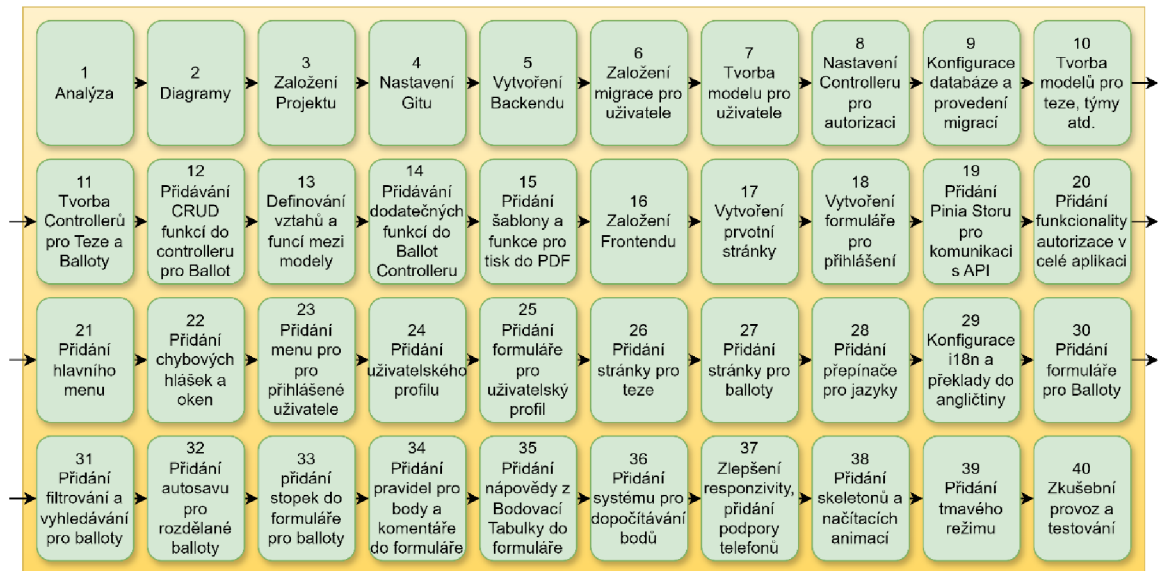 1
Analýza
2
Diagramy
3
Založení
Projektu
4
Nastavení
Gitu
5
Vytvoření
Backendu
6
Založení
migrace pro
uživatele
7
Tvorba
modelu pro
uživatele
8
Nastavení
Controlleru
pro
autorizaci
9
Konfigurace
databáze a
provedení
migrací
10
Tvorba
modelů pro
teze, týmy
atd.
11
Tvorba
Controllerů
pro Teze a
Balloty
12
Přidávání
CRUD
funkcí do
controlleru
pro Ballot
13
Definování
vztahů a
funcí mezi
modely
14
Přidávání
dodatečných
funkcí do
Ballot
Controlleru
15
Přidání
šablony a
funkce pro
tisk do PDF
16
Založení
Frontendu
17
Vytvoření
prvotní
stránky
18
Vytvoření
formuláře
pro
přihlášení
19
Přidání
Pinia Storu
pro
komunikaci
s API
20
Přidání
funkcionality
autorizace v
celé aplikaci
21
Přidání
hlavního
menu
22
Přidání
chybových
hlášek a
oken
23
Přidání
menu pro
pro
přihlášené
uživatele
24
Přidání
uživatelského
profilu
25
Přidání
formuláře
pro
uživatelský
profil
26
Přidání
stránky pro
teze
27
Přidání
stránky pro
balloty
28
Přidání
přepínače
pro jazyky
29
Konfigurace
i18n a
překlady do
angličtiny
30
Přidání
formuláře
pro Balloty
31
Přidání
filtrování a
vyhledávání
pro balloty
32
Přidání
autosavu
pro
rozdělané
balloty
33
přidání
stopek do
formuláře
pro balloty
34
Přidání
pravidel pro
body a
komentáře
do formuláře
35
Přidání
nápovědy z
Bodovací
Tabulky do
formuláře
36
Přidání
systému pro
dopočítávání
bodů
37
Zlepšení
responzivity,
přidání
podpory
telefonů
38
Přidání
skeletonů a
načítacích
animací
39
Přidání
tmavého
režimu
40
Zkušební
provoz a
testování